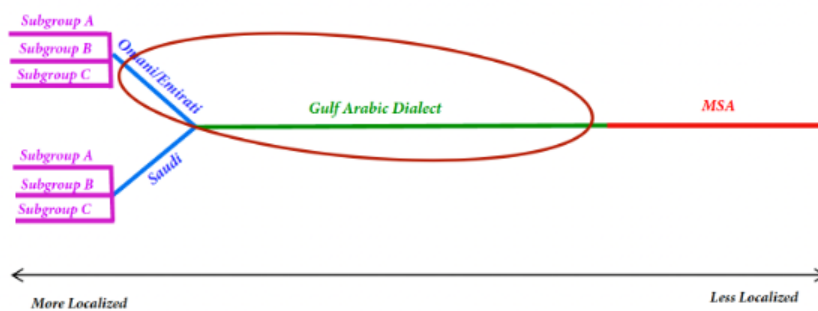 Subgroup A
Subgroup B
Subgroup C
Omani/Emirati
Gulf Arabic Dialect
MSA
Saudi
Subgroup A
Subgroup B
Subgroup C
More Localized
Less Localized